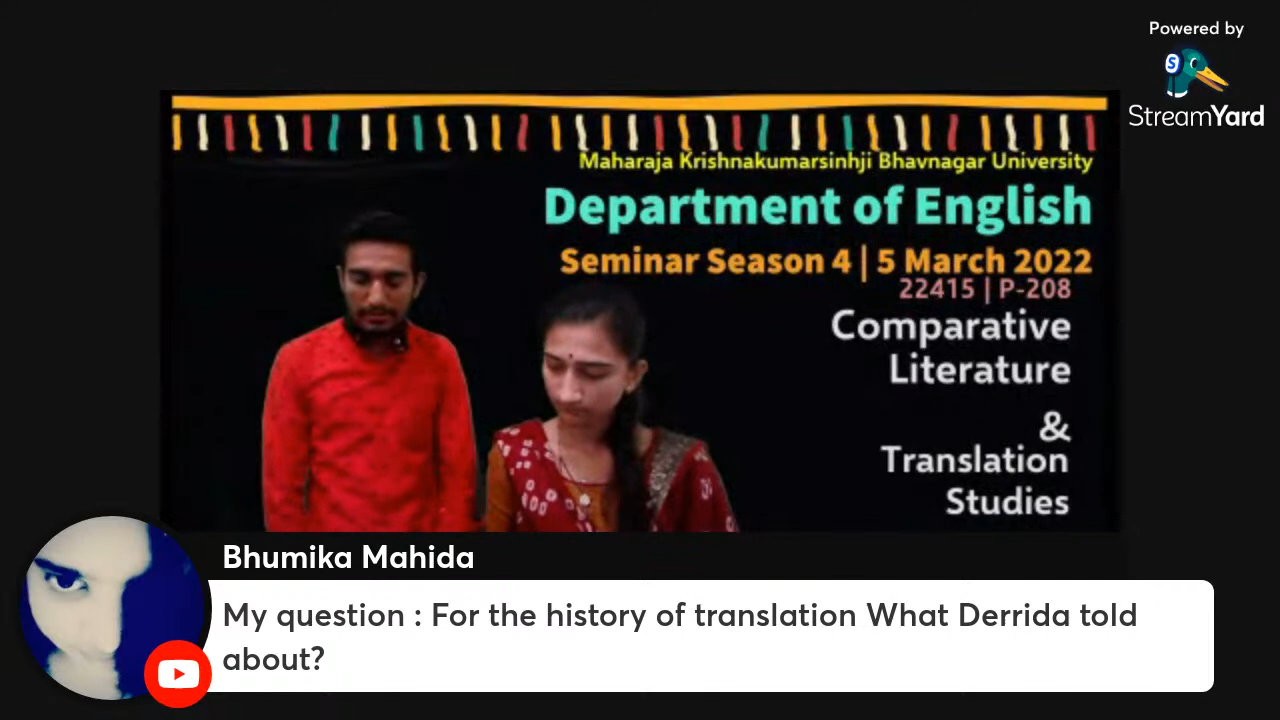 Powered by
S
StreamYard
Maharaja Krishnakumarsinhji Bhavnagar University
Department of English
Seminar Season 4 | 5 March 2022
22415 | P-208
Comparative
Literature
&
Translation
Studies
Bhumika Mahida
My question : For the history of translation What Derrida told
about?